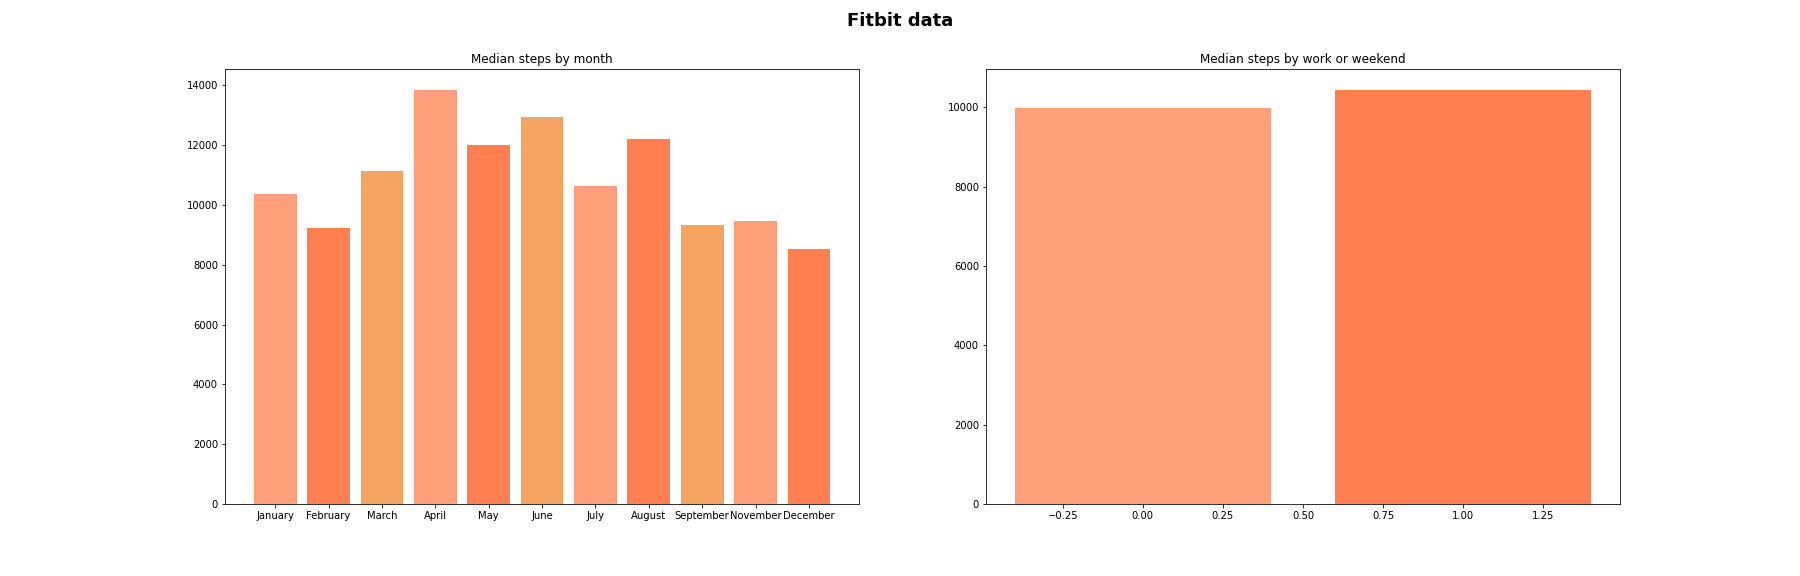 Fitbit data
Median steps by month
14000
12000
10000
8000
6000
4000
2000
0
January February March April May June July August September November December
Median steps by work or weekend
10000
8000
6000
4000
2000
0
−0.25 0.00 0.25 0.50 0.75 1.00 1.25